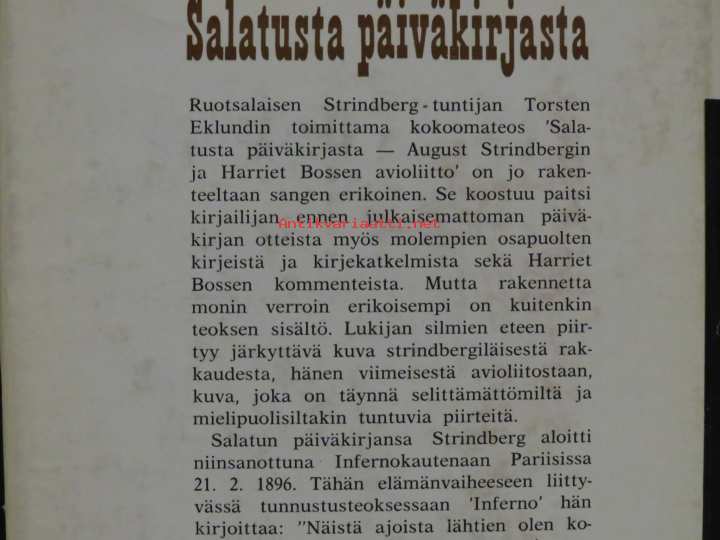 Salatusta päiväkirjasta
Ruotsalaisen Strindberg-tuntijan Torsten
Eklundin toimittama kokoomateos 'Sala-
tusta päiväkirjasta — August Strindbergin
ja Harriet Bossen avioliitto' on jo raken-
teeltaan sangen erikoinen. Se koostuu paitsi
kirjailijan ennen julkaisemattoman päivä-
Antikvariaatti.net
kirjan otteista myös molempien osapuolten
kirjeistä ja kirjekatkelmista sekä Harriet
Bossen kommenteista. Mutta rakennetta
monin verroin erikoisempi on kuitenkin
teoksen sisältö. Lukijan silmien eteen piir-
tyy järkyttävä kuva strindbergiläisestä rak-
kaudesta, hänen viimeisestä avioliitostaan,
kuva, joka on täynnä selittämättömiltä ja
mielipuolisiltakin tuntuvia piirteitä.
Salatun päiväkirjansa Strindberg aloitti
niinsanottuna Infernokautenaan Pariisissa
21. 2. 1896. Tähän elämänvaiheeseen liitty-
vässä tunnustusteoksessaan 'Inferno' hän
kirjoittaa: "Näistä ajoista lähtien olen ko-